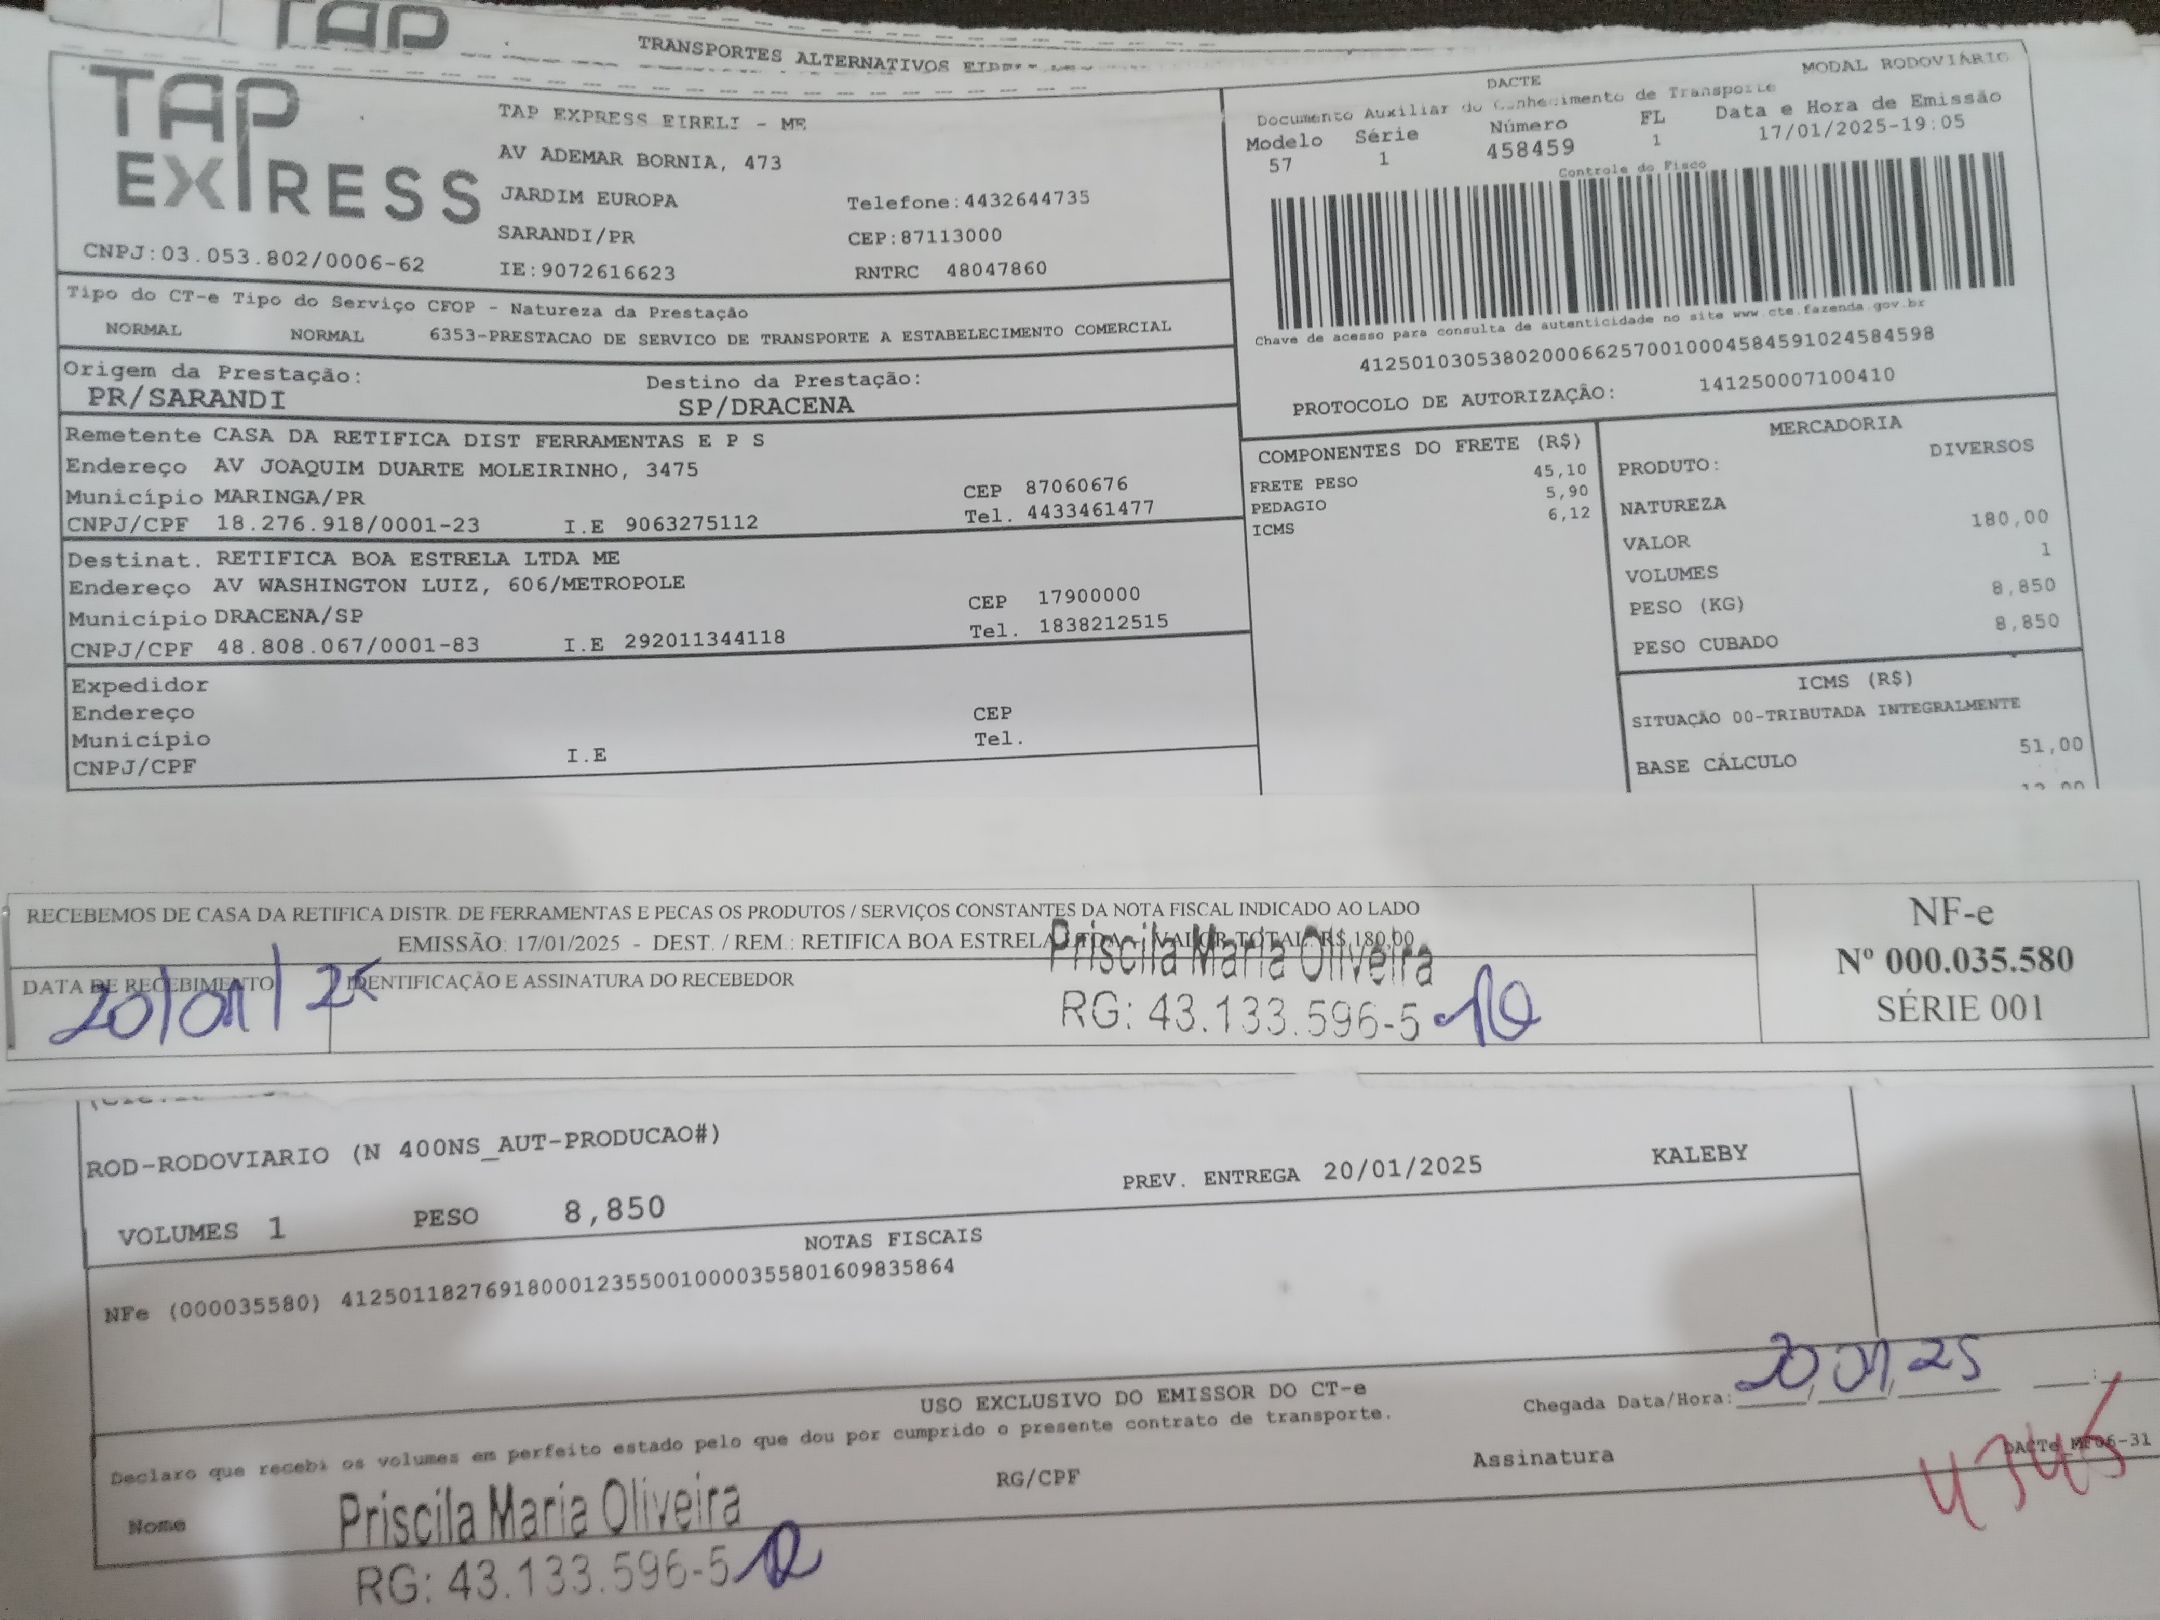 TAP
TRANSPORTES ALTERNATIVOS
TAP
EXPRESS
CNPJ:03.053.802/0006-62
TAP EXPRESS EIRELI - ME
AV ADEMAR BORNIA, 473
JARDIM EUROPA Telefone:4432644735
SARANDI/PR CEP:87113000
IE:9072616623 RNTRC 48047860
DACTE MODAL RODOVIÁRIO
Documento Auxiliar do Conhecimento de Transporte
Modelo Série Número FL Data e Hora de Emissão
57 1 458459 1 17/01/2025-19:05
Controle do Fisco
Chave de acesso para consulta de autenticidade no site www.cte.fazenda.gov.br
41250103053802000662570010004584591024584598
PROTOCOLO DE AUTORIZAÇÃO: 141250007100410
Tipo do CT-e Tipo do Serviço CFOP - Natureza da Prestação
NORMAL NORMAL 6353-PRESTACAO DE SERVICO DE TRANSPORTE A ESTABELECIMENTO COMERCIAL
Origem da Prestação: Destino da Prestação:
PR/SARANDI SP/DRACENA
Remetente CASA DA RETIFICA DIST FERRAMENTAS E P S
Endereço AV JOAQUIM DUARTE MOLEIRINHO, 3475
Município MARINGA/PR CEP 87060676
CNPJ/CPF 18.276.918/0001-23 I.E 9063275112 Tel. 4433461477
Destinat. RETIFICA BOA ESTRELA LTDA ME
Endereço AV WASHINGTON LUIZ, 606/METROPOLE
Município DRACENA/SP CEP 17900000
CNPJ/CPF 48.808.067/0001-83 I.E 292011344118 Tel. 1838212515
Expedidor
Endereço CEP
Município Tel.
CNPJ/CPF I.E
COMPONENTES DO FRETE (R$)
FRETE PESO 45,10
PEDAGIO 5,90
ICMS 6,12
MERCADORIA
PRODUTO: DIVERSOS
NATUREZA
VALOR 180,00
VOLUMES 1
PESO (KG) 8,850
PESO CUBADO 8,850
ICMS (R$)
SITUAÇÃO 00-TRIBUTADA INTEGRALMENTE
BASE CÁLCULO 51,00
12,00
RECEBEMOS DE CASA DA RETIFICA DISTR. DE FERRAMENTAS E PECAS OS PRODUTOS / SERVIÇOS CONSTANTES DA NOTA FISCAL INDICADO AO LADO
EMISSÃO: 17/01/2025 - DEST. / REM.: RETIFICA BOA ESTRELA LTDA - VALOR TOTAL: R$ 180,00
DATA DE RECEBIMENTO IDENTIFICAÇÃO E ASSINATURA DO RECEBEDOR
20/01/25
Priscila Maria Oliveira
RG: 43.133.596-5
NF-e
Nº 000.035.580
SÉRIE 001
ROD-RODOVIARIO (N 400NS_AUT-PRODUCAO#)
PREV. ENTREGA 20/01/2025 KALEBY
VOLUMES 1 PESO 8,850
NOTAS FISCAIS
NFe (000035580) 41250118276918000123550010000355801609835864
USO EXCLUSIVO DO EMISSOR DO CT-e
Declaro que recebi os volumes em perfeito estado pelo que dou por cumprido o presente contrato de transporte.
Chegada Data/Hora: 20/01/25 __:__
Nome Priscila Maria Oliveira RG/CPF Assinatura
DACTe MF06-31
RG: 43.133.596-5